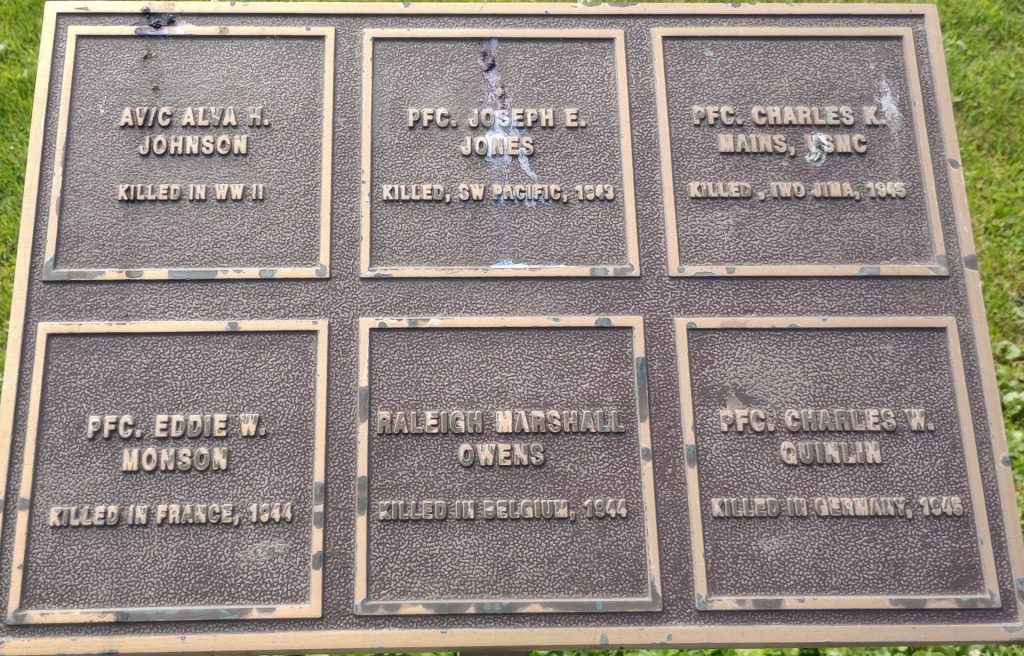 AV/C ALVA H.
JOHNSON
KILLED IN WW II
PFC. JOSEPH E.
JONES
KILLED, SW PACIFIC, 1943
PFC. CHARLES K.
MAINS, USMC
KILLED, IWO JIMA, 1945
PFC. EDDIE W.
MONSON
KILLED IN FRANCE, 1944
RALEIGH MARSHALL
OWENS
KILLED IN BELGIUM, 1944
PFC. CHARLES W.
QUINLIN
KILLED IN GERMANY, 1945